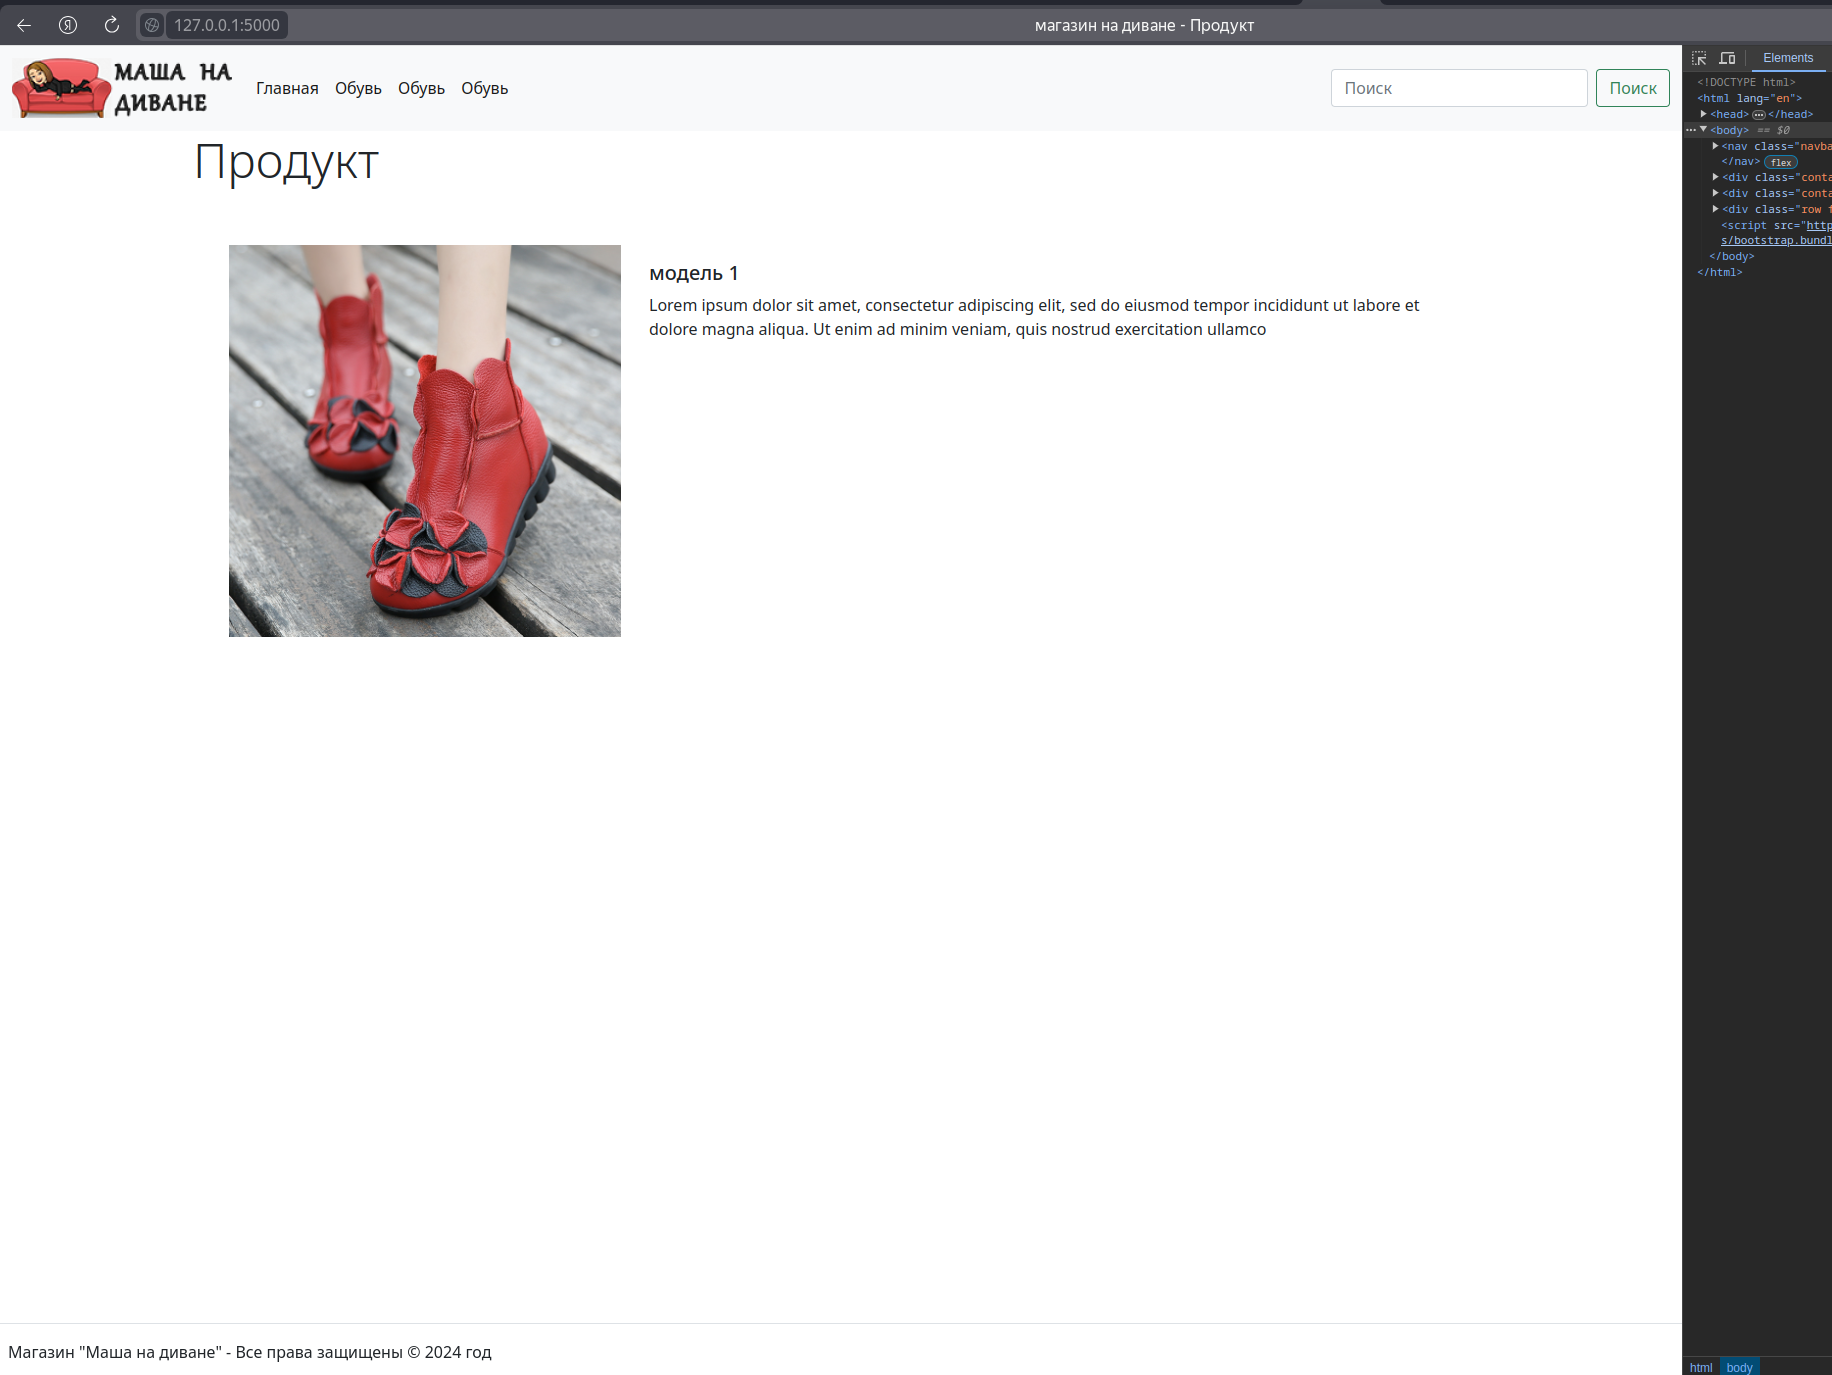 127.0.0.1:5000
магазин на диване - Продукт
МАША НА
ДИВАНЕ
Главная Обувь Обувь Обувь
Поиск Поиск
Продукт
модель 1
Lorem ipsum dolor sit amet, consectetur adipiscing elit, sed do eiusmod tempor incididunt ut labore et
dolore magna aliqua. Ut enim ad minim veniam, quis nostrud exercitation ullamco
Магазин "Маша на диване" - Все права защищены © 2024 год
Elements
<!DOCTYPE html>
<html lang="en">
<head> ••• </head>
••• <body> == $0
<nav class="navba
</nav> flex
<div class="conta
<div class="conta
<div class="row f
<script src="http
s/bootstrap.bundl
</body>
</html>
html body